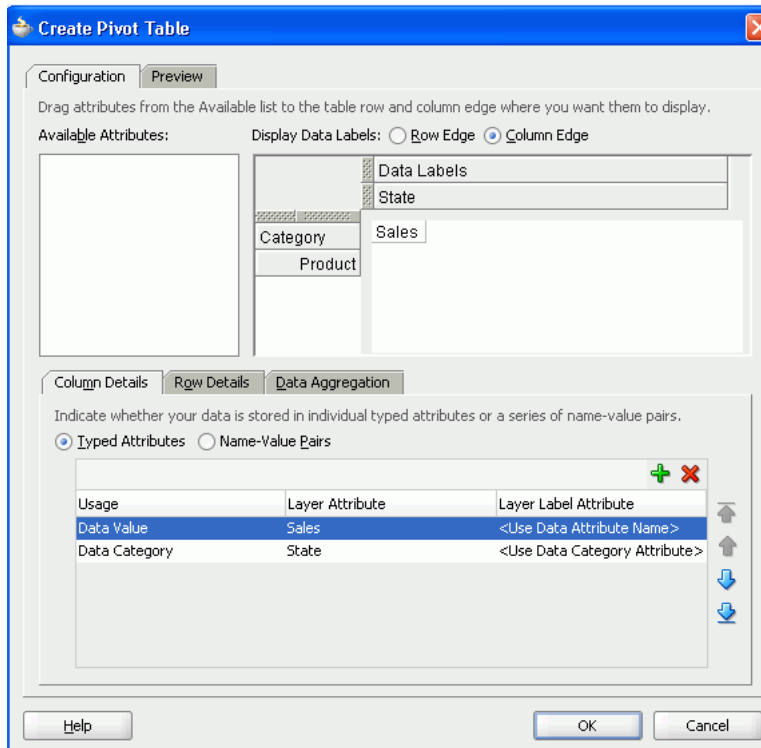 Create Pivot Table
Configuration Preview
Drag attributes from the Available list to the table row and column edge where you want them to display.
Available Attributes: Display Data Labels: Row Edge Column Edge
Data Labels
State
Category Sales
Product
Column Details Row Details Data Aggregation
Indicate whether your data is stored in individual typed attributes or a series of name-value pairs.
Typed Attributes Name-Value Pairs
Usage Layer Attribute Layer Label Attribute
Data Value Sales <Use Data Attribute Name>
Data Category State <Use Data Category Attribute>
Help OK Cancel